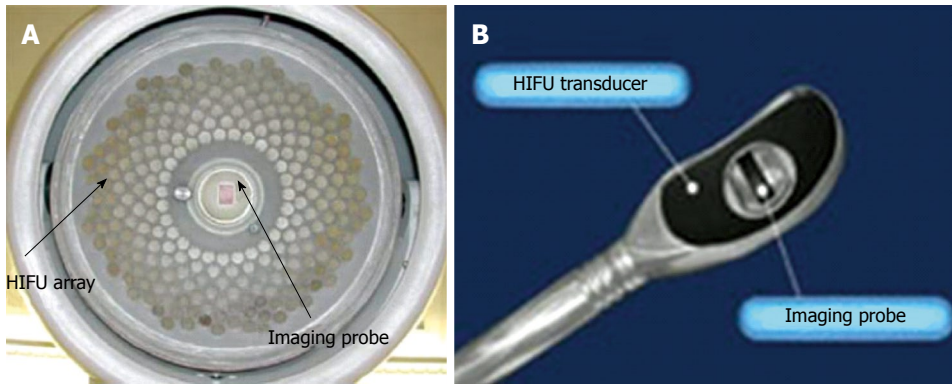 A
HIFU array
Imaging probe
B
HIFU transducer
Imaging probe